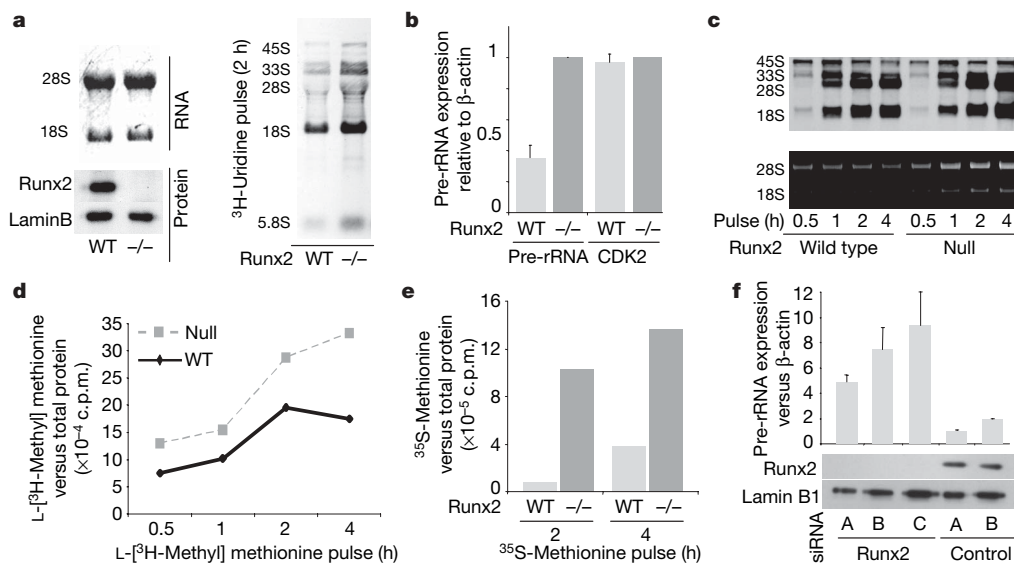 a
28S
18S
RNA
Runx2
LaminB
Protein
WT –/–
³H-Uridine pulse (2 h)
45S
33S
28S
18S
5.8S
Runx2 WT –/–
b
Pre-rRNA expression
relative to β-actin
1
0.5
0
Runx2 WT –/– WT –/–
Pre-rRNA CDK2
c
45S
33S
28S
18S
28S
18S
Pulse (h) 0.5 1 2 4 0.5 1 2 4
Runx2 Wild type Null
d
L-[³H-Methyl] methionine
versus total protein
(×10⁻⁴ c.p.m.)
35
30
25
20
15
10
5
0
Null
WT
0.5 1 2 4
L-[³H-Methyl] methionine pulse (h)
e
³⁵S-Methionine
versus total protein
(×10⁻⁵ c.p.m.)
16
12
8
4
0
Runx2 WT –/– WT –/–
2 4
³⁵S-Methionine pulse (h)
f
Pre-rRNA expression
versus β-actin
12
10
8
6
4
2
0
Runx2
Lamin B1
siRNA
A B C A B
Runx2 Control